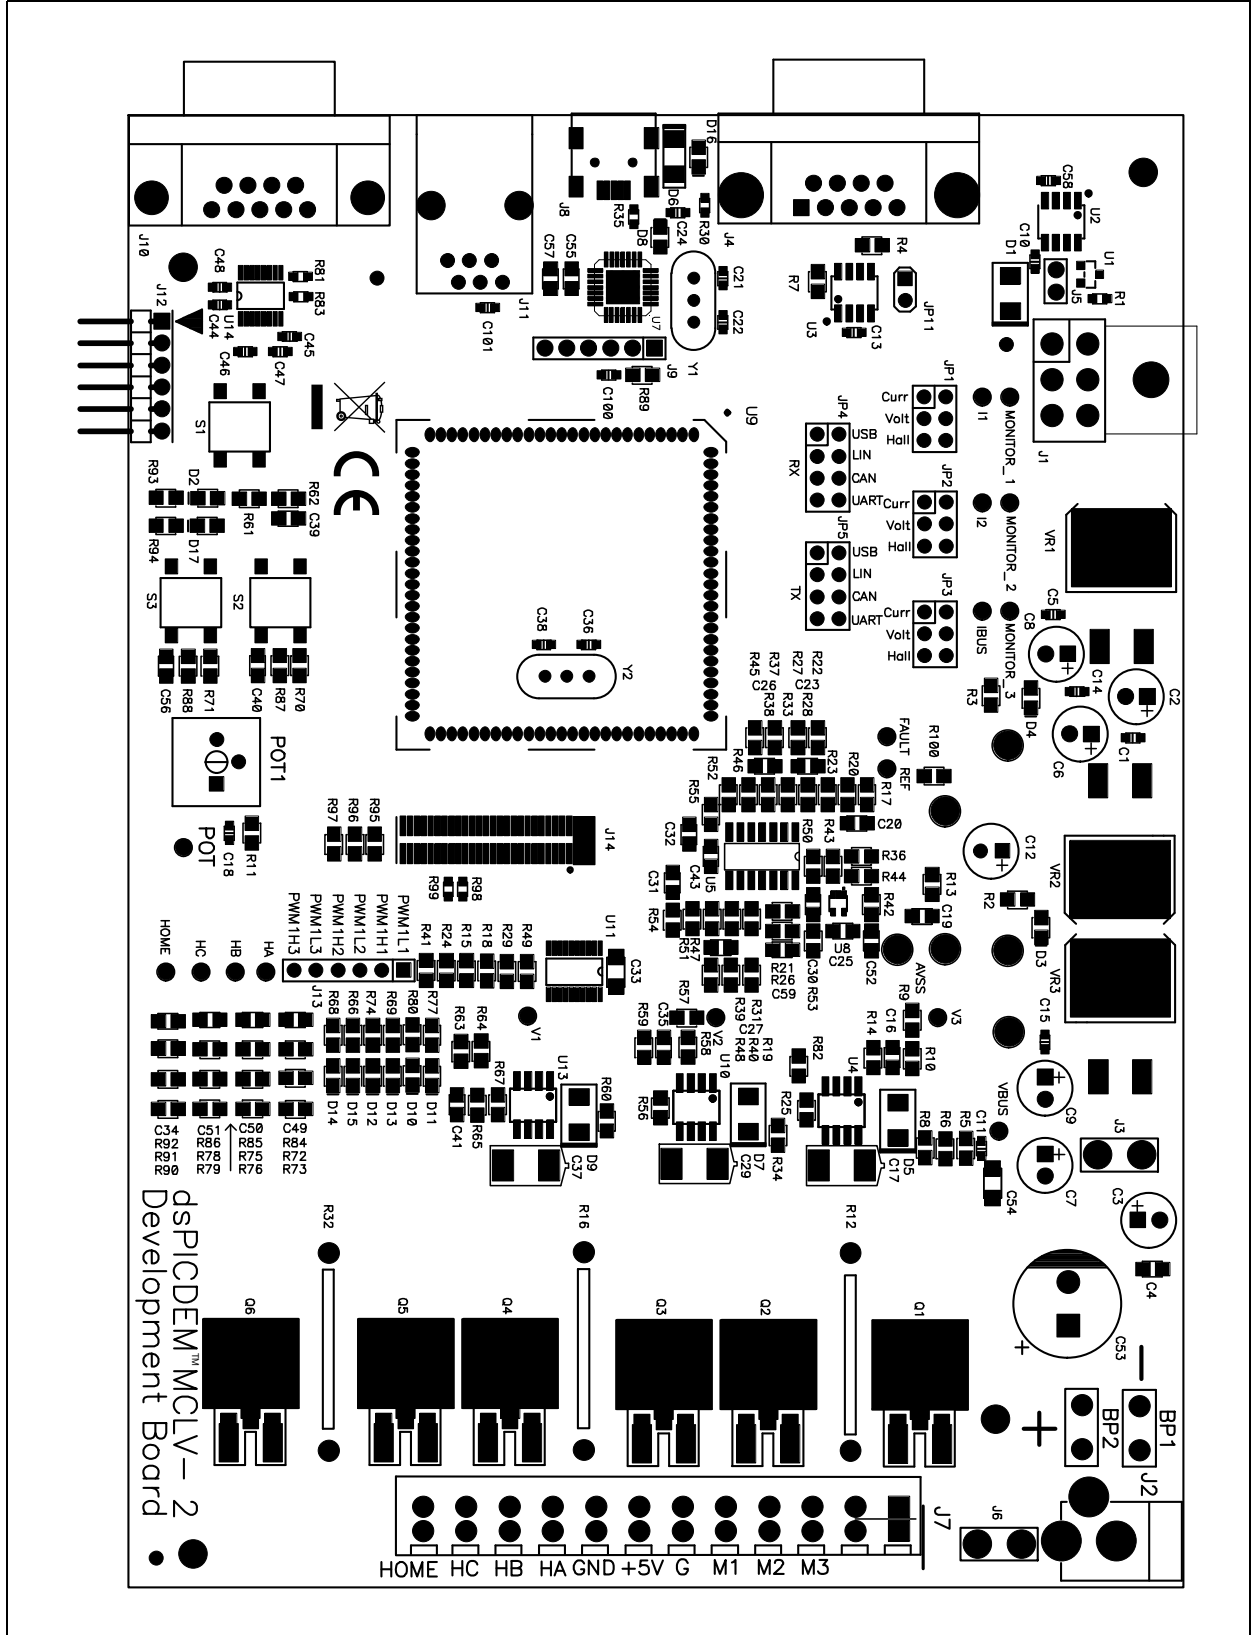 D16
C58
U2
D6
R35
J8
D8
C24
R30
J4
C57
C55
R4
D1
C10
U1
J5
R1
J10
C48
R81
R83
J12
C44
U14
C45
C46
C47
C101
J11
U7
C21
C22
R7
U3
C13
JP11
Y1
J9
C100
R89
S1
U9
JP4
USB
LIN
CAN
UART
RX
JP1
Curr
Volt
Hall
I1
MONITOR_1
J1
R93
D2
R62
C39
R61
R94
D17
CE
JP5
USB
LIN
CAN
UART
TX
JP2
Curr
Volt
Hall
I2
MONITOR_2
VR1
S3
S2
C38
C36
Y2
JP3
Curr
Volt
Hall
IBUS
MONITOR_3
C5
C8
C14
C2
C56
R88
R71
C40
R87
R70
R45
R37
R27
R22
C26
C23
R38
R33
R28
R3
D4
C6
C1
POT1
FAULT
REF
R100
R52
R46
R23
R20
R17
R55
POT
C18
R11
R97
R96
R95
J14
C32
R50
R43
C20
C12
R36
R44
U5
C43
C31
R99
R98
R13
R2
VR2
HOME
HC
HB
HA
PWM1H3
PWM1L3
PWM1H2
PWM1L2
PWM1H1
PWM1L1
J13
R41
R24
R15
R18
R29
R49
U11
C33
R54
R51
R47
R42
U8
C25
C19
R21
R26
C59
C30
R53
C52
AVSS
D3
VR3
R68
R66
R74
R69
R80
R77
R63
R64
V1
R59
C35
R57
V2
R58
R39
R31
C27
R48
R40
R19
R82
U4
R14
C16
R9
R10
V3
C15
D14
D15
D12
D13
D10
D11
C41
R65
R67
U13
R60
R56
U10
R25
R34
R8
R6
R5
C11
VBUS
C9
J3
C34
R92
R91
R90
C51
R86
R78
R79
C50
R85
R75
R76
C49
R84
R72
R73
C37
D9
C29
D7
C17
D5
C54
C7
C3
dsPICDEM™ MCLV-2
Development Board
R32
R16
R12
C4
Q6
Q5
Q4
Q3
Q2
Q1
C53
+
−
+
BP2
BP1
J2
J7
J6
HOME HC HB HA GND +5V G M1 M2 M3